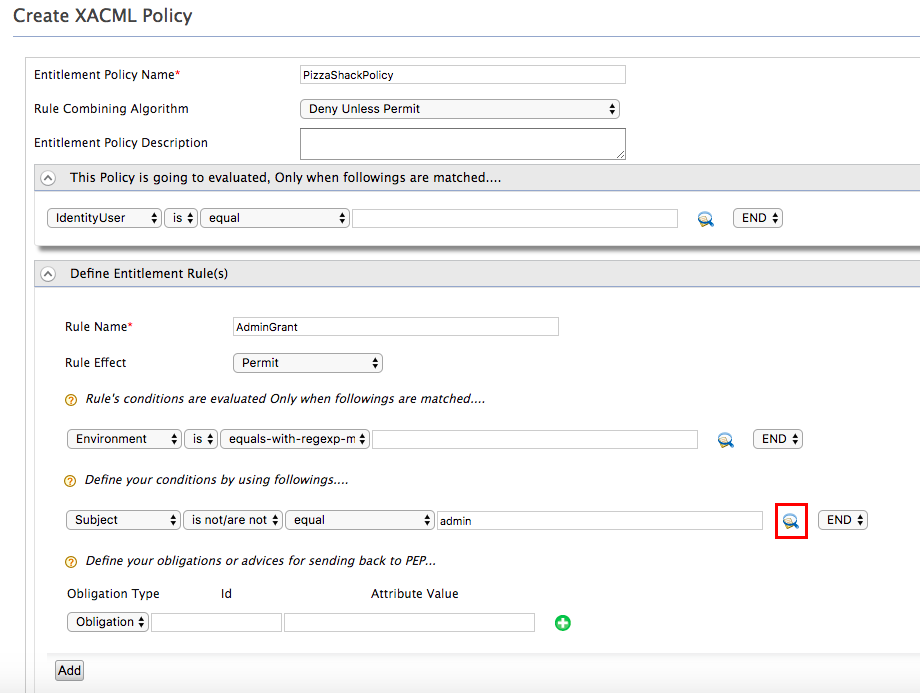 Create XACML Policy
Entitlement Policy Name* PizzaShackPolicy
Rule Combining Algorithm Deny Unless Permit
Entitlement Policy Description
This Policy is going to evaluated, Only when followings are matched....
IdentityUser is equal END
Define Entitlement Rule(s)
Rule Name* AdminGrant
Rule Effect Permit
Rule's conditions are evaluated Only when followings are matched....
Environment is equals-with-regexp-m END
Define your conditions by using followings....
Subject is not/are not equal admin END
Define your obligations or advices for sending back to PEP...
Obligation Type Id Attribute Value
Obligation
Add